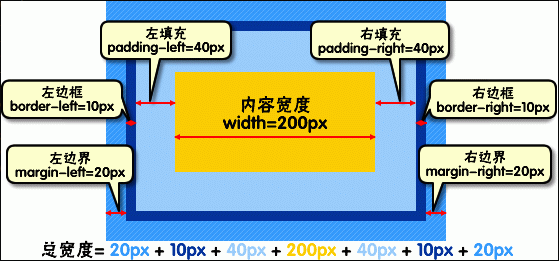 左填充
padding-left=40px
右填充
padding-right=40px
左边框
border-left=10px
内容宽度
width=200px
右边框
border-right=10px
左边界
margin-left=20px
右边界
margin-right=20px
总宽度= 20px + 10px + 40px + 200px + 40px + 10px + 20px